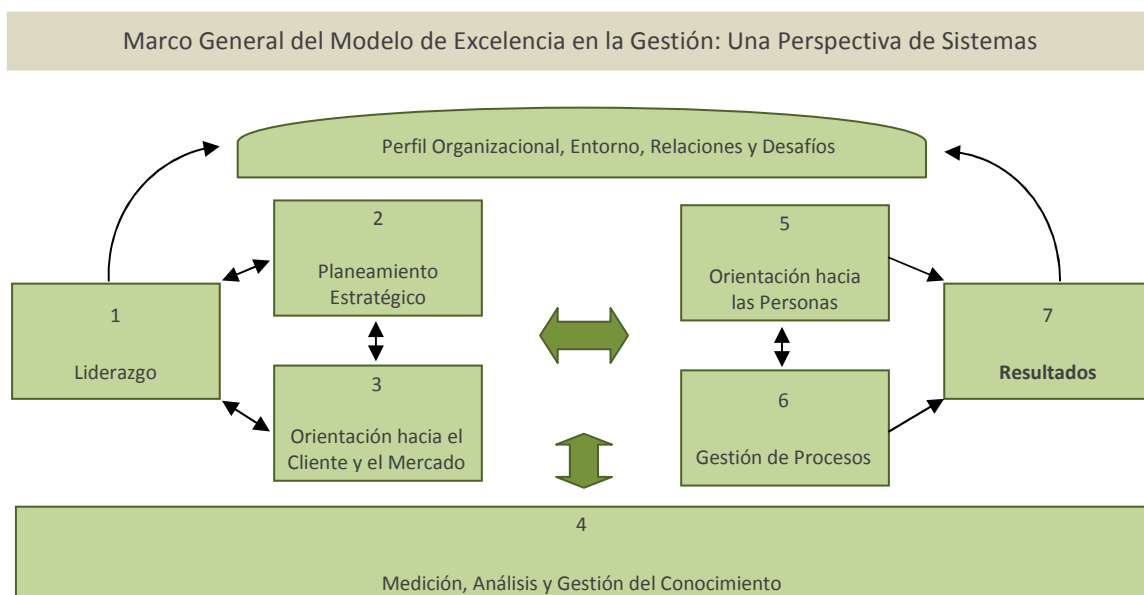 Marco General del Modelo de Excelencia en la Gestión: Una Perspectiva de Sistemas
Perfil Organizacional, Entorno, Relaciones y Desafíos
1
Liderazgo
2
Planeamiento
Estratégico
3
Orientación hacia el
Cliente y el Mercado
5
Orientación hacia
las Personas
6
Gestión de Procesos
7
Resultados
4
Medición, Análisis y Gestión del Conocimiento